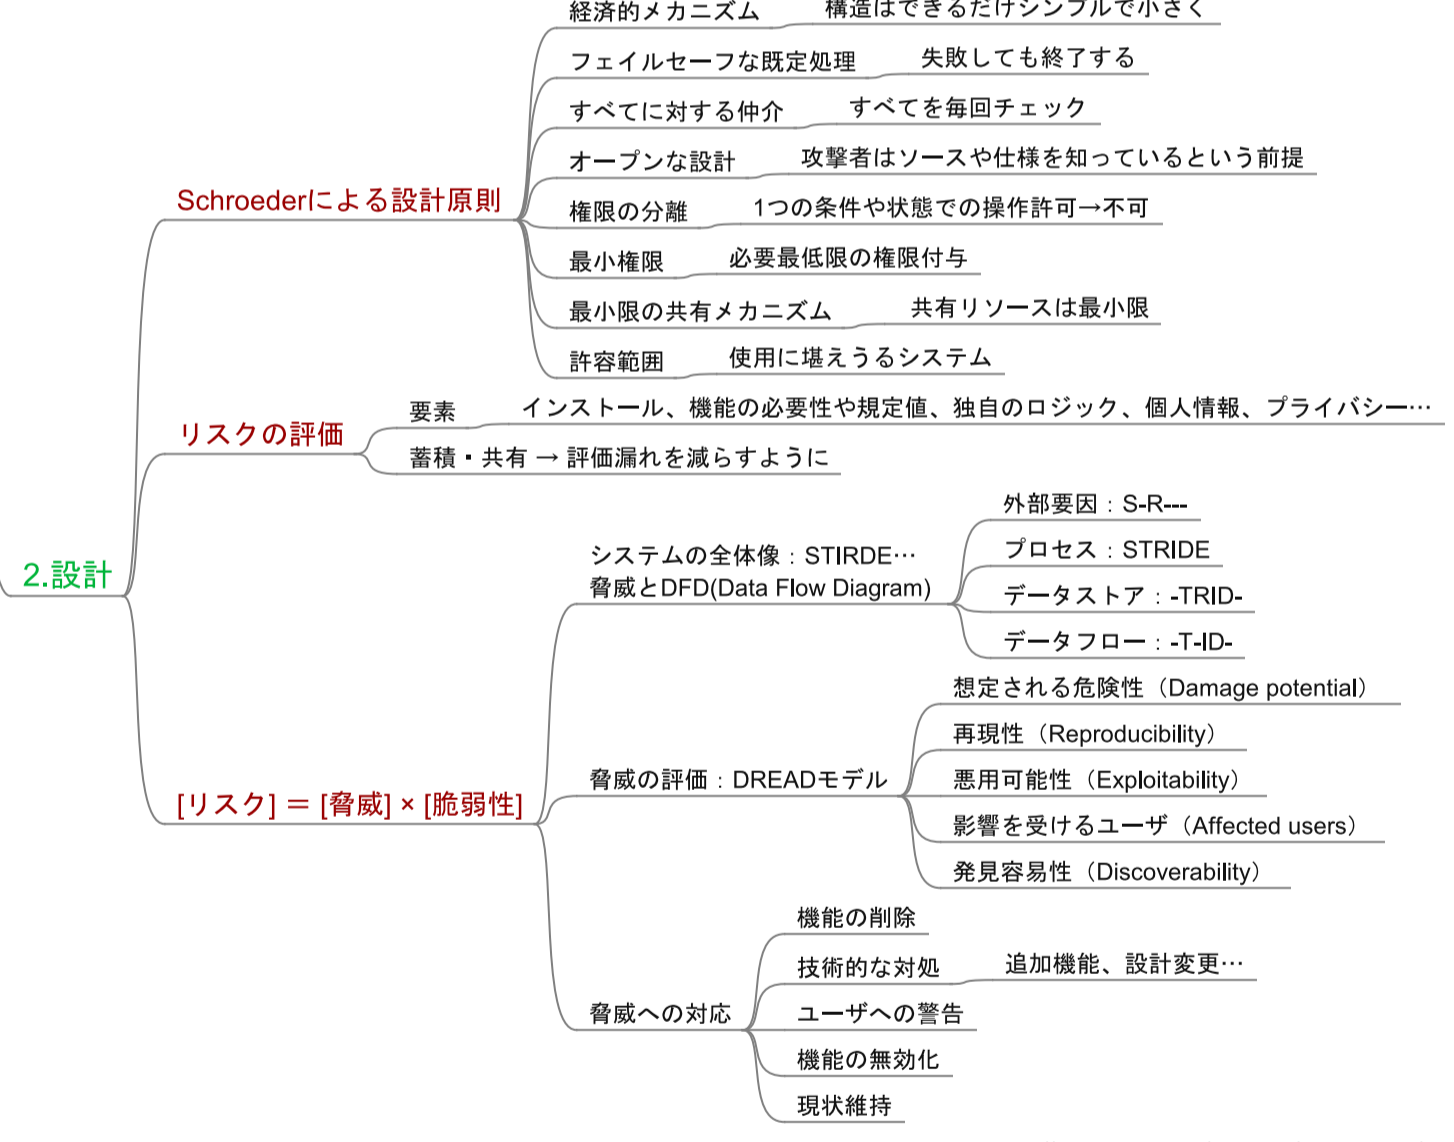 2.設計
Schroederによる設計原則
経済的メカニズム
構造はできるだけシンプルで小さく
フェイルセーフな既定処理
失敗しても終了する
すべてに対する仲介
すべてを毎回チェック
オープンな設計
攻撃者はソースや仕様を知っているという前提
権限の分離
1つの条件や状態での操作許可→不可
最小権限
必要最低限の権限付与
最小限の共有メカニズム
共有リソースは最小限
許容範囲
使用に堪えうるシステム
リスクの評価
要素
インストール、機能の必要性や規定値、独自のロジック、個人情報、プライバシー…
蓄積・共有 → 評価漏れを減らすように
[リスク] ＝ [脅威] × [脆弱性]
システムの全体像：STIRDE…
脅威とDFD(Data Flow Diagram)
外部要因：S-R---
プロセス：STRIDE
データストア：-TRID-
データフロー：-T-ID-
脅威の評価：DREADモデル
想定される危険性（Damage potential）
再現性（Reproducibility）
悪用可能性（Exploitability）
影響を受けるユーザ（Affected users）
発見容易性（Discoverability）
脅威への対応
機能の削除
技術的な対処
追加機能、設計変更…
ユーザへの警告
機能の無効化
現状維持